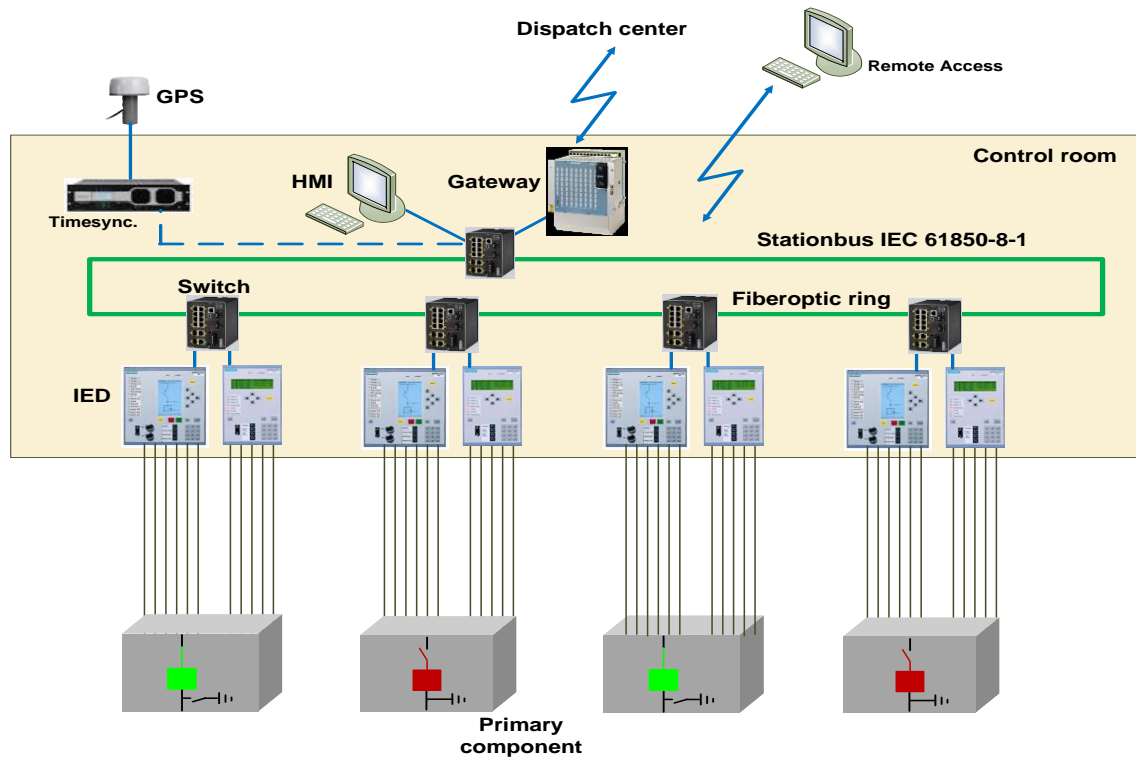 Dispatch center
Remote Access
GPS
Control room
HMI
Gateway
Timesync.
Stationbus IEC 61850-8-1
Switch
Fiberoptic ring
IED
Primary
component